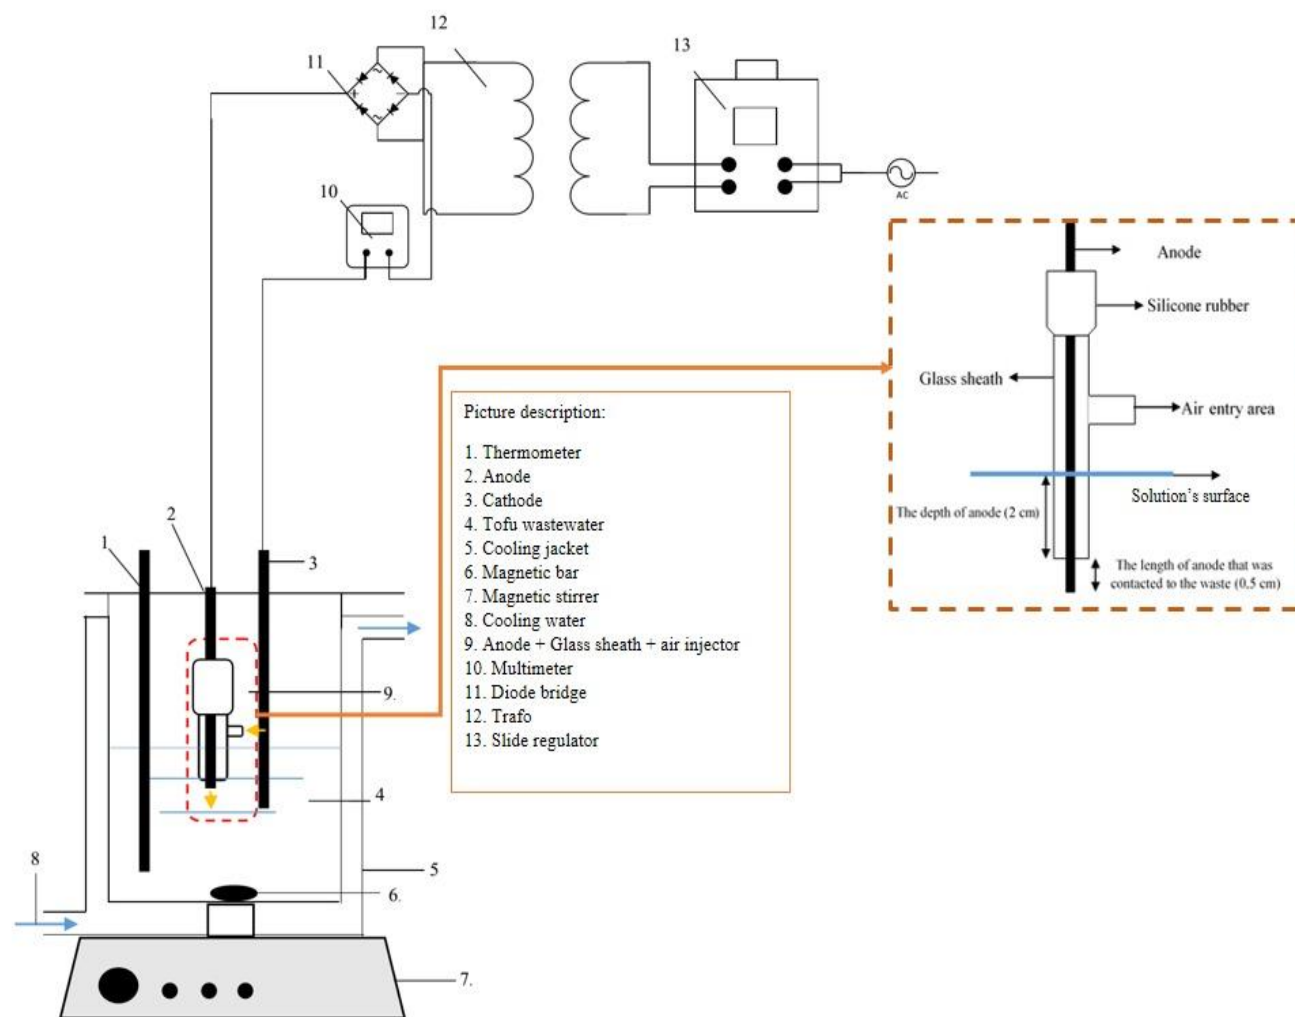 12
13
11
10
AC
Anode
Silicone rubber
Glass sheath
Air entry area
Solution's surface
The depth of anode (2 cm)
The length of anode that was
contacted to the waste (0,5 cm)
Picture description:
1. Thermometer
2. Anode
3. Cathode
4. Tofu wastewater
5. Cooling jacket
6. Magnetic bar
7. Magnetic stirrer
8. Cooling water
9. Anode + Glass sheath + air injector
10. Multimeter
11. Diode bridge
12. Trafo
13. Slide regulator
2
1
3
9.
4
8
5
6.
7.